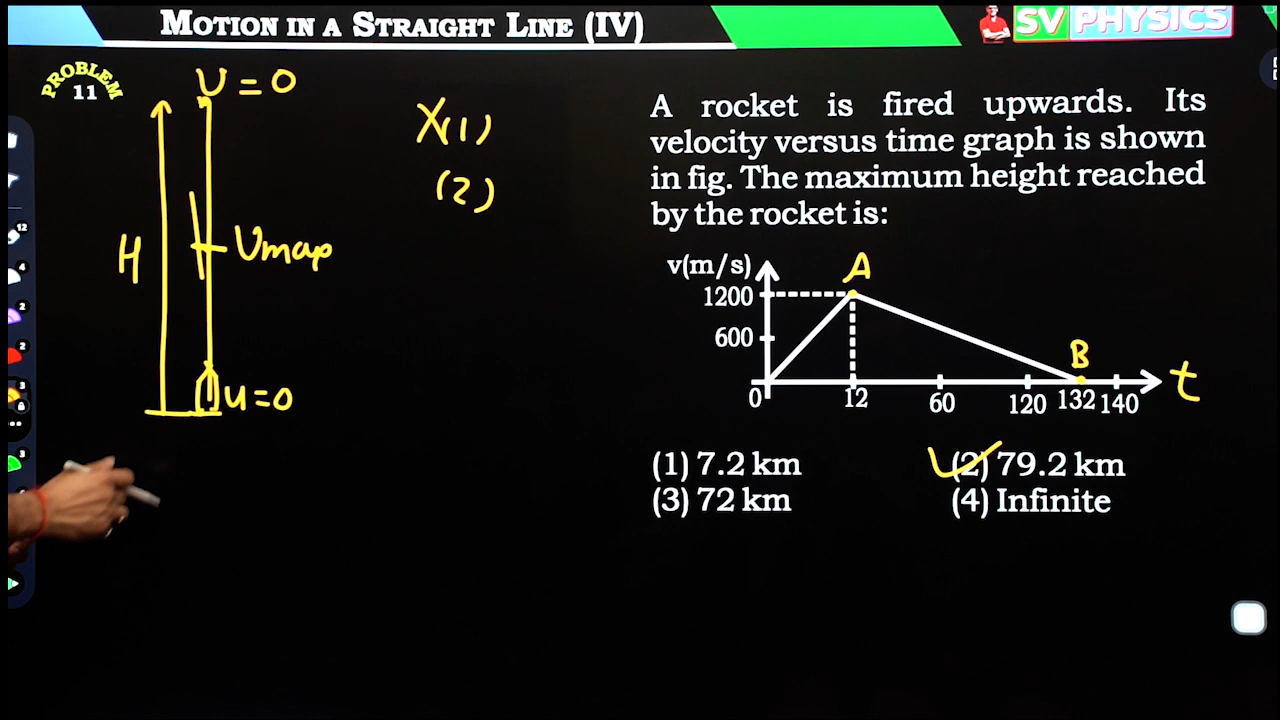 MOTION IN A STRAIGHT LINE (IV)
SV PHYSICS
PROBLEM
11
υ = 0
X(1)
(2)
H
υmax
u=0
A rocket is fired upwards. Its
velocity versus time graph is shown
in fig. The maximum height reached
by the rocket is:
v(m/s)
A
1200
600
B
t
0
12
60
120
132
140
(1) 7.2 km
(2) 79.2 km
(3) 72 km
(4) Infinite